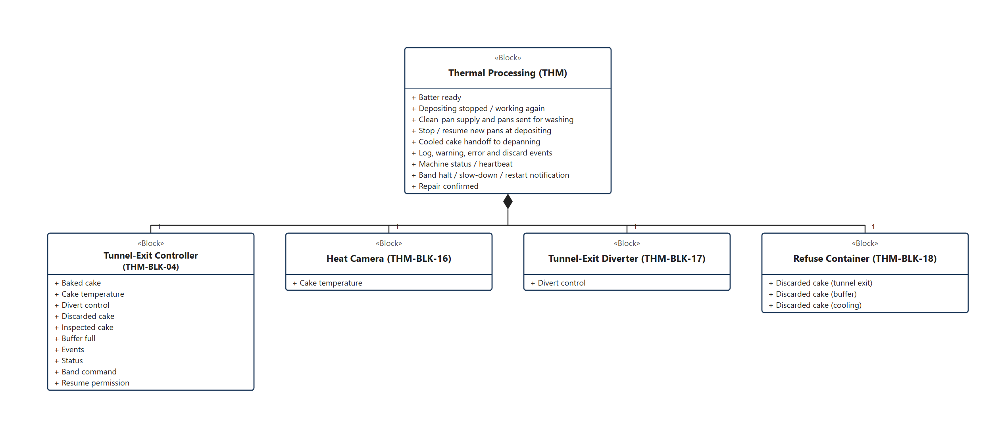 «Block»
Thermal Processing (THM)
+ Batter ready
+ Depositing stopped / working again
+ Clean-pan supply and pans sent for washing
+ Stop / resume new pans at depositing
+ Cooled cake handoff to depanning
+ Log, warning, error and discard events
+ Machine status / heartbeat
+ Band halt / slow-down / restart notification
+ Repair confirmed
1
1
1
1
«Block»
Tunnel-Exit Controller
(THM-BLK-04)
+ Baked cake
+ Cake temperature
+ Divert control
+ Discarded cake
+ Inspected cake
+ Buffer full
+ Events
+ Status
+ Band command
+ Resume permission
«Block»
Heat Camera (THM-BLK-16)
+ Cake temperature
«Block»
Tunnel-Exit Diverter (THM-BLK-17)
+ Divert control
«Block»
Refuse Container (THM-BLK-18)
+ Discarded cake (tunnel exit)
+ Discarded cake (buffer)
+ Discarded cake (cooling)